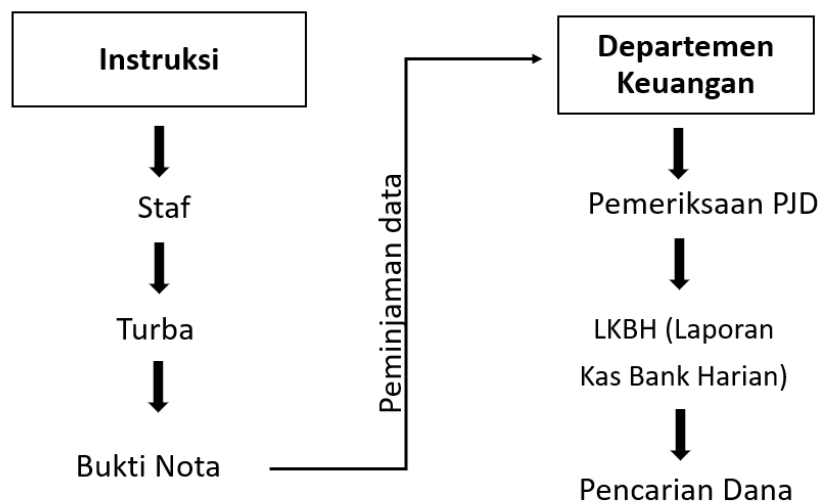 Instruksi
Staf
Turba
Bukti Nota
Peminjaman data
Departemen
Keuangan
Pemeriksaan PJD
LKBH (Laporan
Kas Bank Harian)
Pencarian Dana